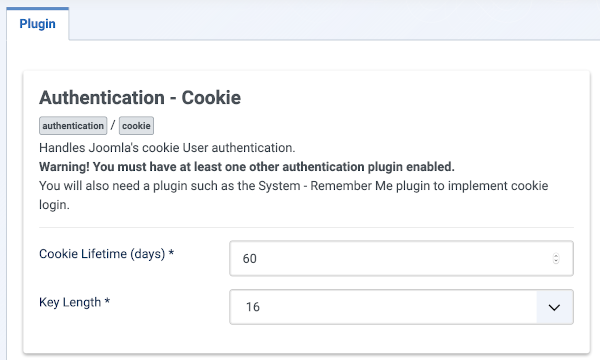 Plugin
Authentication - Cookie
authentication / cookie
Handles Joomla's cookie User authentication.
Warning! You must have at least one other authentication plugin enabled.
You will also need a plugin such as the System - Remember Me plugin to implement cookie
login.
Cookie Lifetime (days) * 60
Key Length * 16